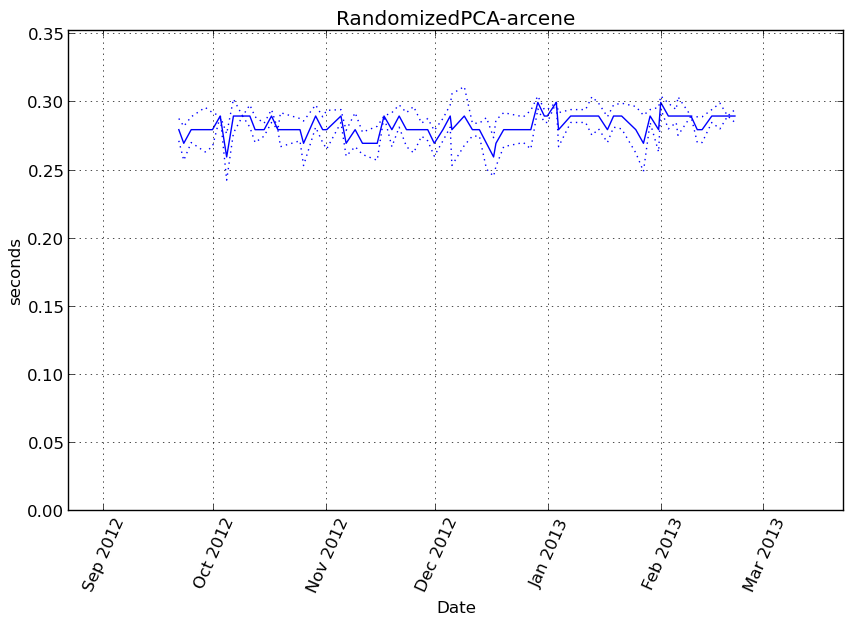 RandomizedPCA-arcene
0.35
0.30
0.25
0.20
0.15
0.10
0.05
0.00
seconds
Sep 2012
Oct 2012
Nov 2012
Dec 2012
Jan 2013
Feb 2013
Mar 2013
Date